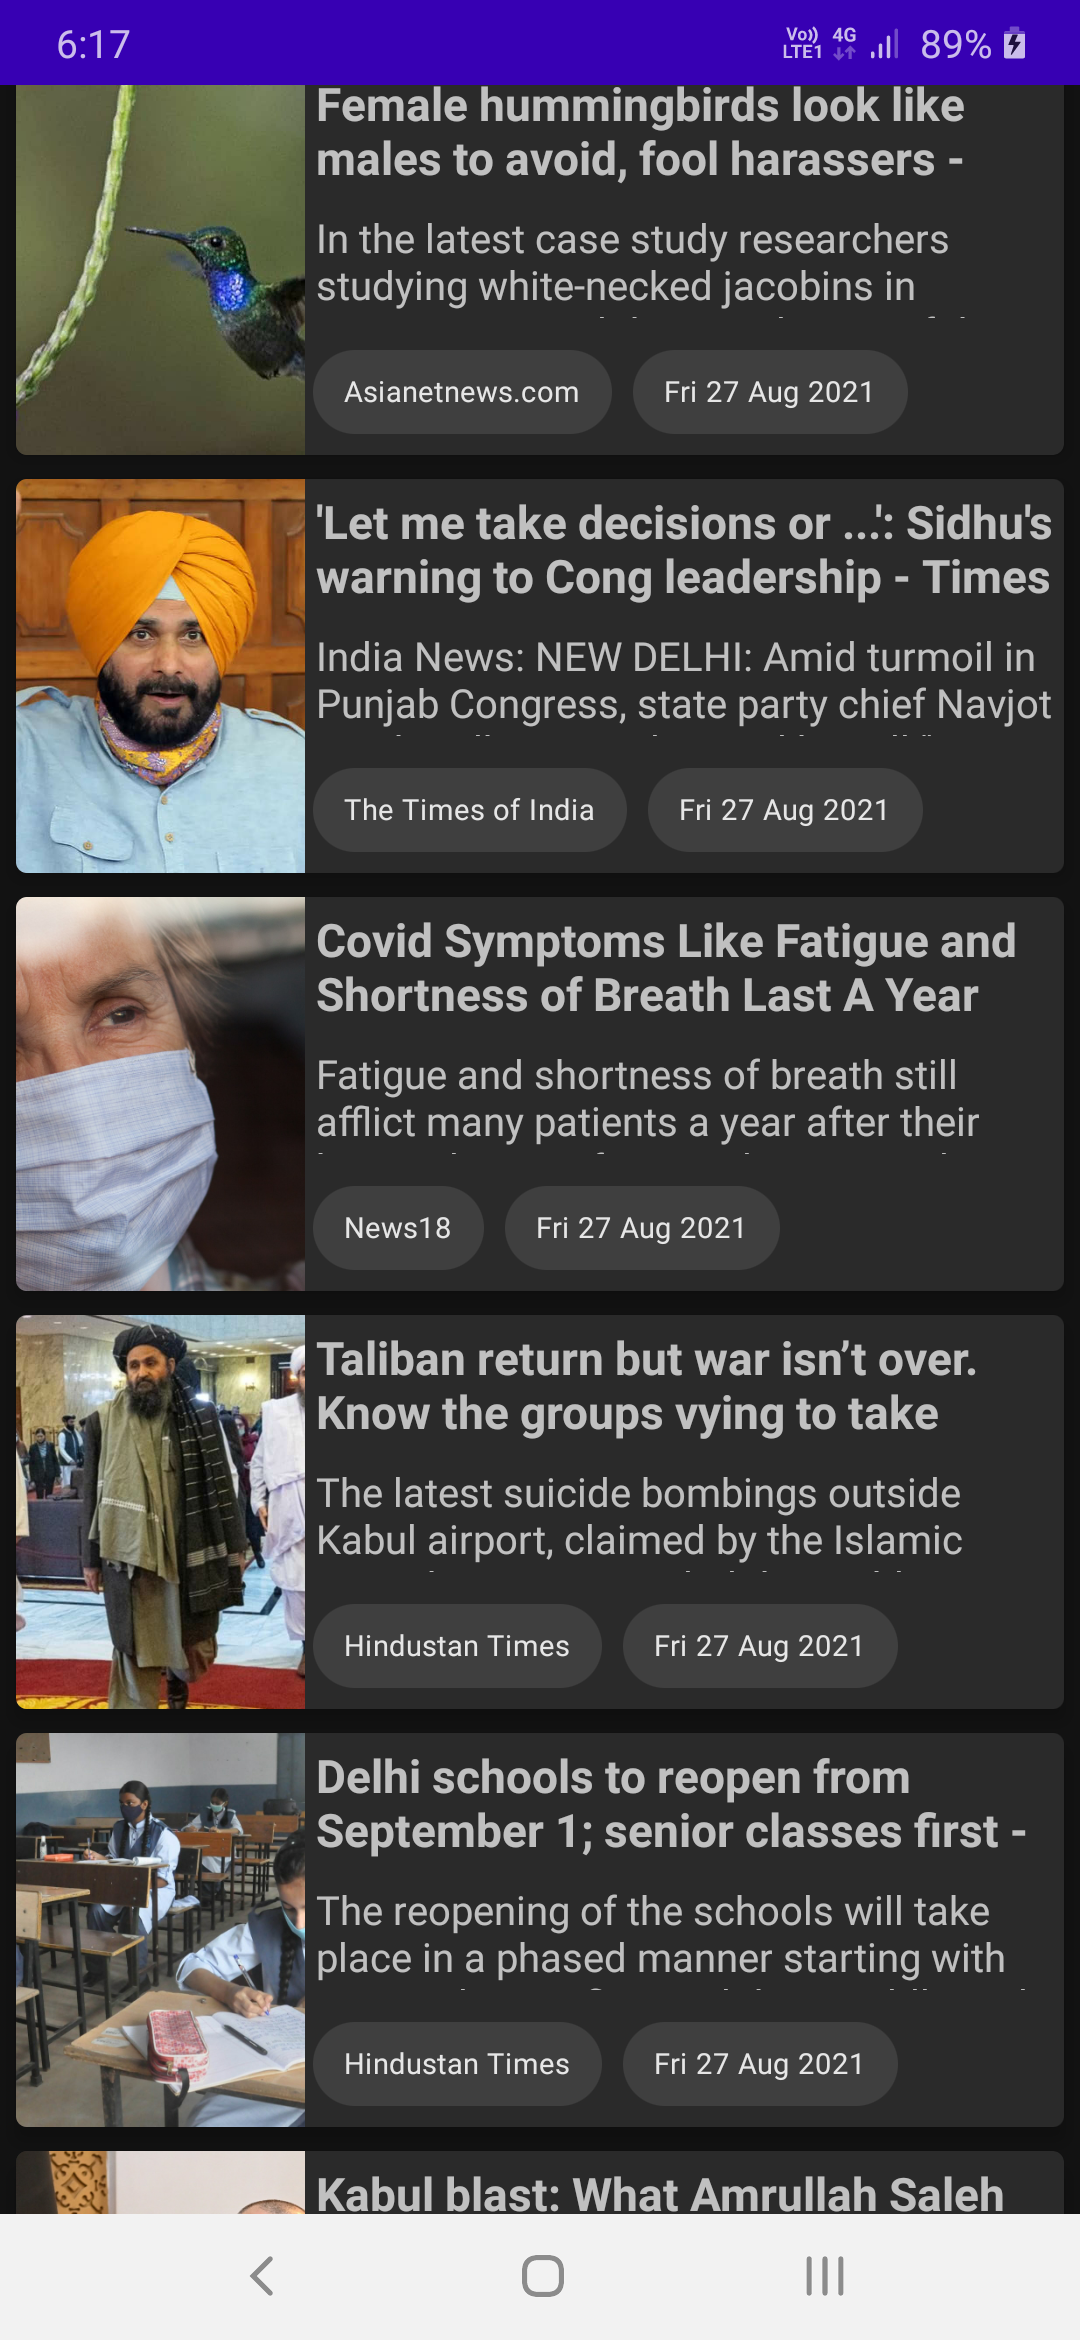 6:17
Vo)) LTE1 4G 89%
Female hummingbirds look like
males to avoid, fool harassers -
In the latest case study researchers
studying white-necked jacobins in
Asianetnews.com
Fri 27 Aug 2021
'Let me take decisions or ...': Sidhu's
warning to Cong leadership - Times
India News: NEW DELHI: Amid turmoil in
Punjab Congress, state party chief Navjot
The Times of India
Fri 27 Aug 2021
Covid Symptoms Like Fatigue and
Shortness of Breath Last A Year
Fatigue and shortness of breath still
afflict many patients a year after their
News18
Fri 27 Aug 2021
Taliban return but war isn’t over.
Know the groups vying to take
The latest suicide bombings outside
Kabul airport, claimed by the Islamic
Hindustan Times
Fri 27 Aug 2021
Delhi schools to reopen from
September 1; senior classes first -
The reopening of the schools will take
place in a phased manner starting with
Hindustan Times
Fri 27 Aug 2021
Kabul blast: What Amrullah Saleh